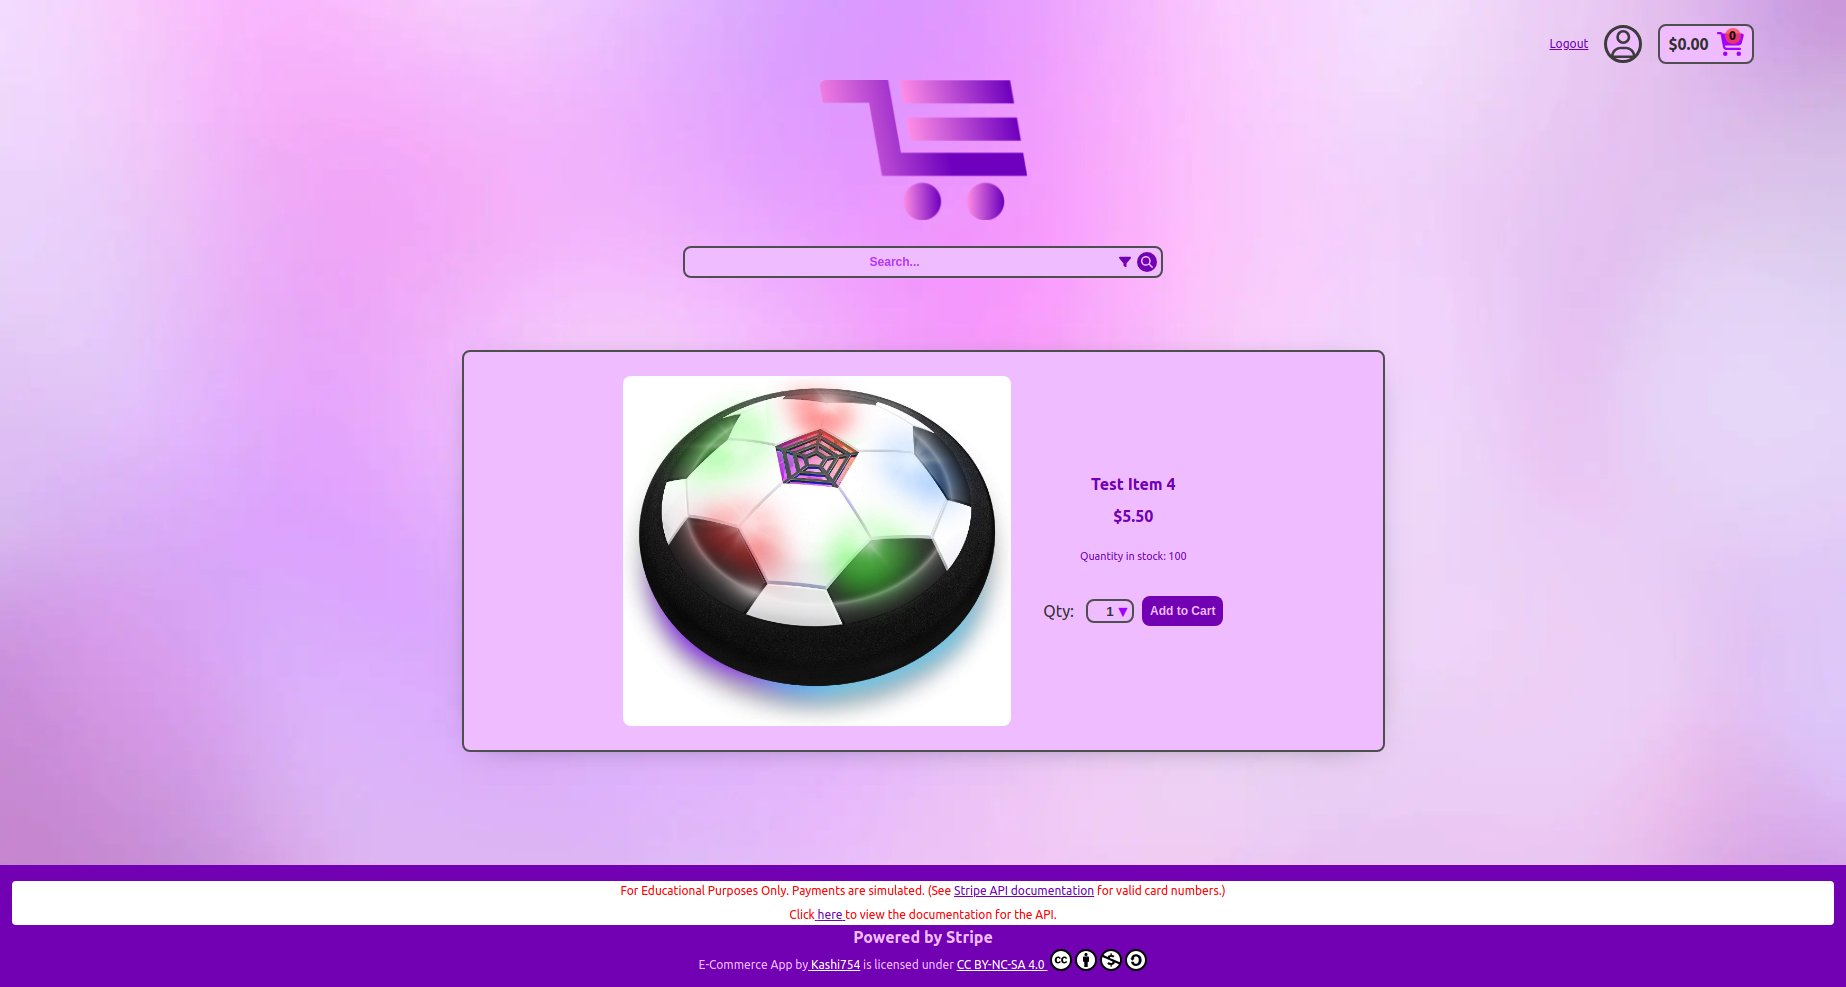 Logout
$0.00 0
Search...
Test Item 4
$5.50
Quantity in stock: 100
Qty: 1 ▼ Add to Cart
For Educational Purposes Only. Payments are simulated. (See Stripe API documentation for valid card numbers.)
Click here to view the documentation for the API.
Powered by Stripe
E-Commerce App by Kashi754 is licensed under CC BY-NC-SA 4.0 cc